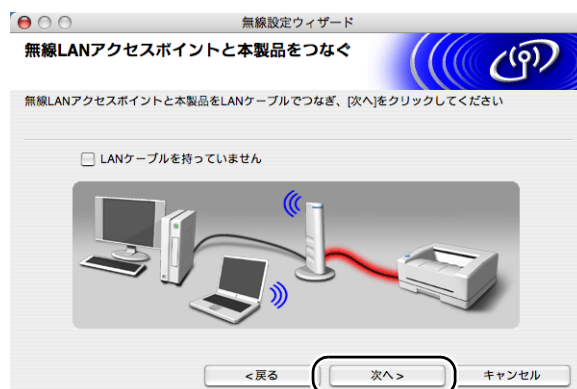 無線設定ウィザード
無線LANアクセスポイントと本製品をつなぐ
無線LANアクセスポイントと本製品をLANケーブルでつなぎ、[次へ]をクリックしてください
LANケーブルを持っていません
<戻る
次へ>
キャンセル